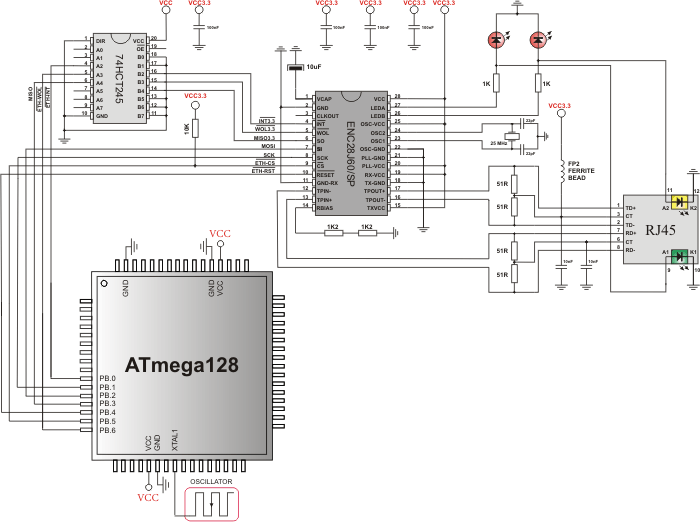 VCC
VCC3.3
VCC3.3
VCC3.3
VCC3.3
VCC3.3
100nF
100nF
100nF
100nF
74HCT245
1 DIR VCC 20
2 A0 OE 19
3 A1 B0 18
4 A2 B1 17
5 A3 B2 16
6 A4 B3 15
7 A5 B4 14
8 A6 B5 13
9 A7 B6 12
10 GND B7 11
MISO
ETH-WOL
ETH-INT
VCC3.3
10K
10uF
ENC28J60/SP
1 VCAP VCC 28
2 GND LEDA 27
3 CLKOUT LEDB 26
INT3.3 4 INT OSC-VCC 25
WOL3.3 5 WOL OSC2 24
MISO3.3 6 SO OSC1 23
MOSI 7 SI OSC-GND 22
SCK 8 SCK PLL-GND 21
ETH-CS 9 CS PLL-VCC 20
ETH-RST 10 RESET RX-VCC 19
11 GND-RX TX-GND 18
12 TPIN- TPOUT+ 17
13 TPIN+ TPOUT- 16
14 RBIAS TXVCC 15
1K2
1K2
1K
1K
22pF
25 MHz
22pF
VCC3.3
FP2
FERRITE
BEAD
51R
51R
51R
51R
10nF
10nF
RJ45
1 TD+
3 CT
2 TD-
7 RD+
6 CT
8 RD-
11
12
A2
K2
A1
K1
9
10
VCC
GND
GND
VCC
ATmega128
PB.0
PB.1
PB.2
PB.3
PB.4
PB.5
PB.6
VCC
GND
XTAL1
VCC
OSCILLATOR